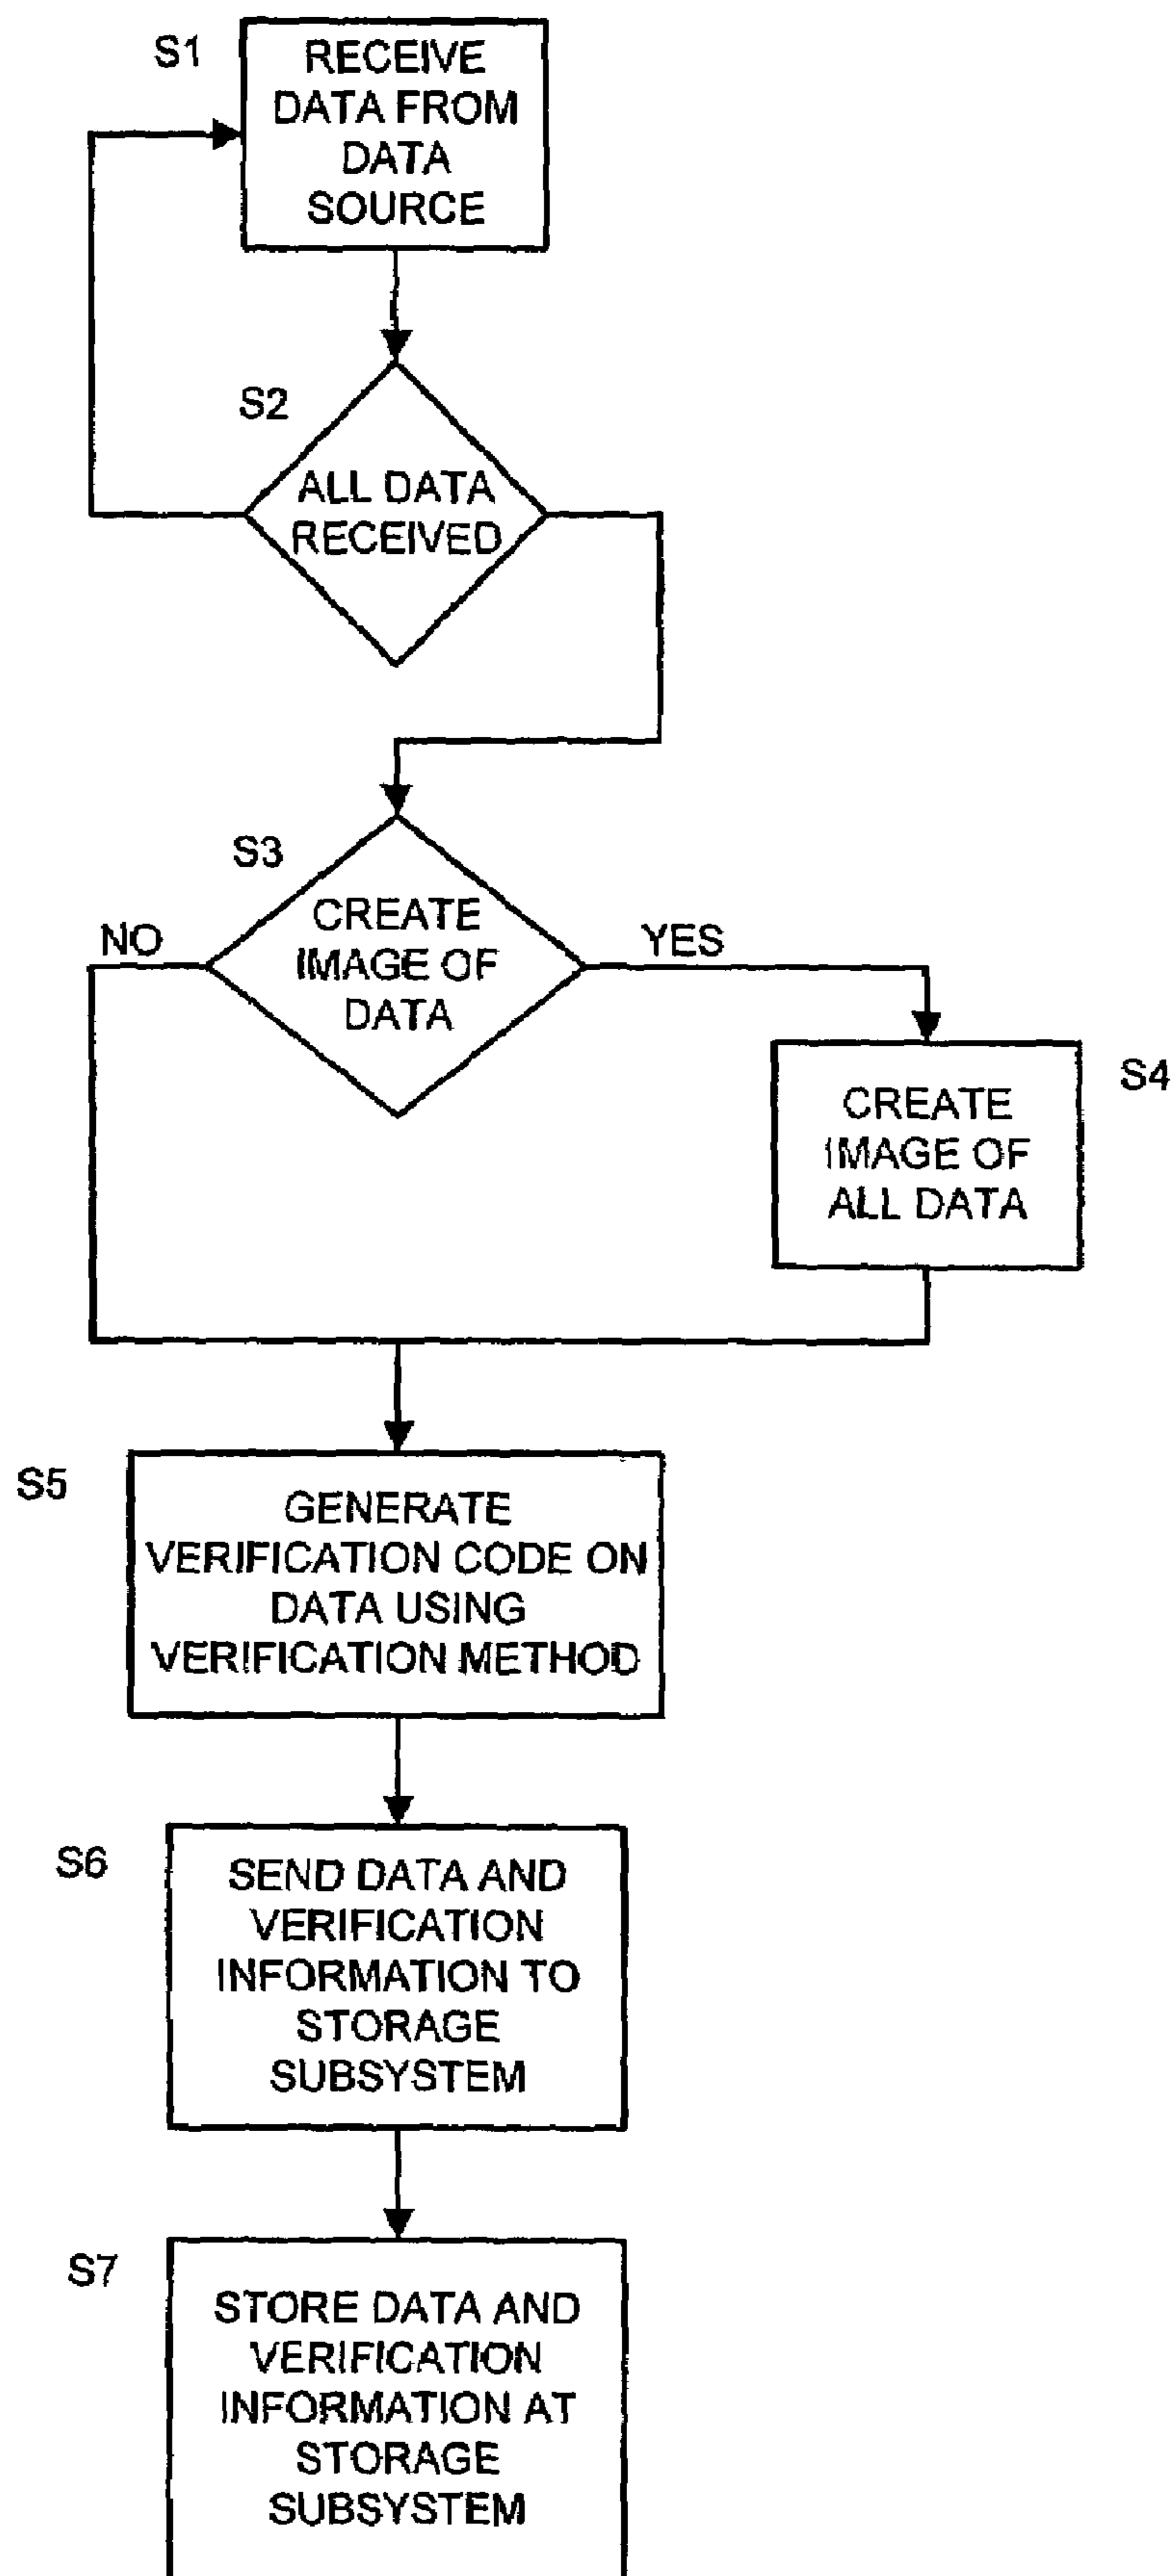 S1
RECEIVE
DATA FROM
DATA
SOURCE
S2
ALL DATA
RECEIVED
S3
CREATE
IMAGE OF
DATA
NO
YES
S4
CREATE
IMAGE OF
ALL DATA
S5
GENERATE
VERIFICATION CODE ON
DATA USING
VERIFICATION METHOD
S6
SEND DATA AND
VERIFICATION
INFORMATION TO
STORAGE
SUBSYSTEM
S7
STORE DATA AND
VERIFICATION
INFORMATION AT
STORAGE
SUBSYSTEM